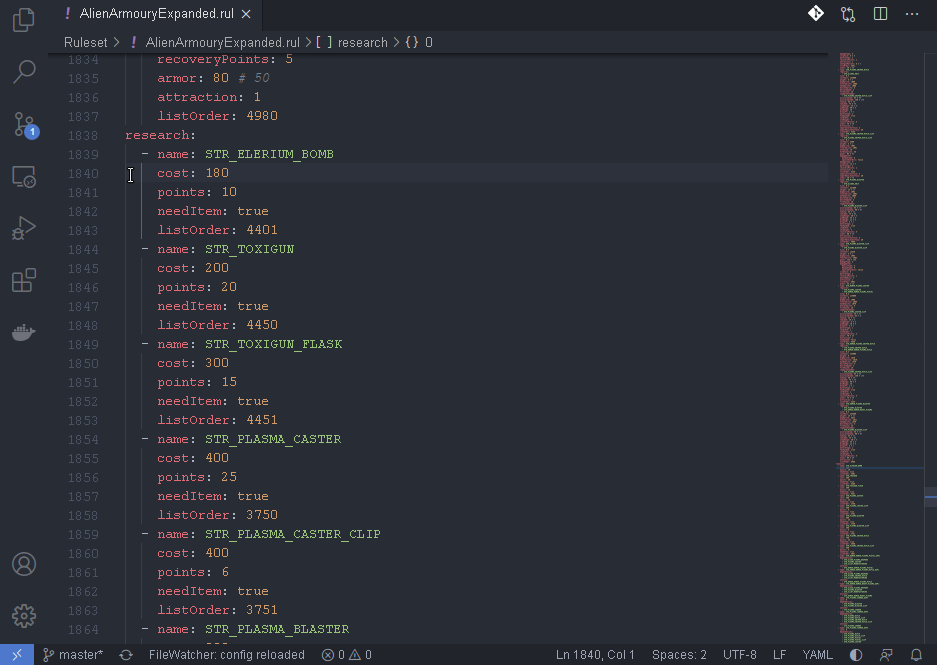 ! AlienArmouryExpanded.rul ×
Ruleset > ! AlienArmouryExpanded.rul > [ ] research > {} 0
1834 recoveryPoints: 5
1835 armor: 80 # 50
1836 attraction: 1
1837 listOrder: 4980
1838 research:
1839 - name: STR_ELERIUM_BOMB
1840 cost: 180
1841 points: 10
1842 needItem: true
1843 listOrder: 4401
1844 - name: STR_TOXIGUN
1845 cost: 200
1846 points: 20
1847 needItem: true
1848 listOrder: 4450
1849 - name: STR_TOXIGUN_FLASK
1850 cost: 300
1851 points: 15
1852 needItem: true
1853 listOrder: 4451
1854 - name: STR_PLASMA_CASTER
1855 cost: 400
1856 points: 25
1857 needItem: true
1858 listOrder: 3750
1859 - name: STR_PLASMA_CASTER_CLIP
1860 cost: 400
1861 points: 6
1862 needItem: true
1863 listOrder: 3751
1864 - name: STR_PLASMA_BLASTER
1
master* FileWatcher: config reloaded 0 0 Ln 1840, Col 1 Spaces: 2 UTF-8 LF YAML